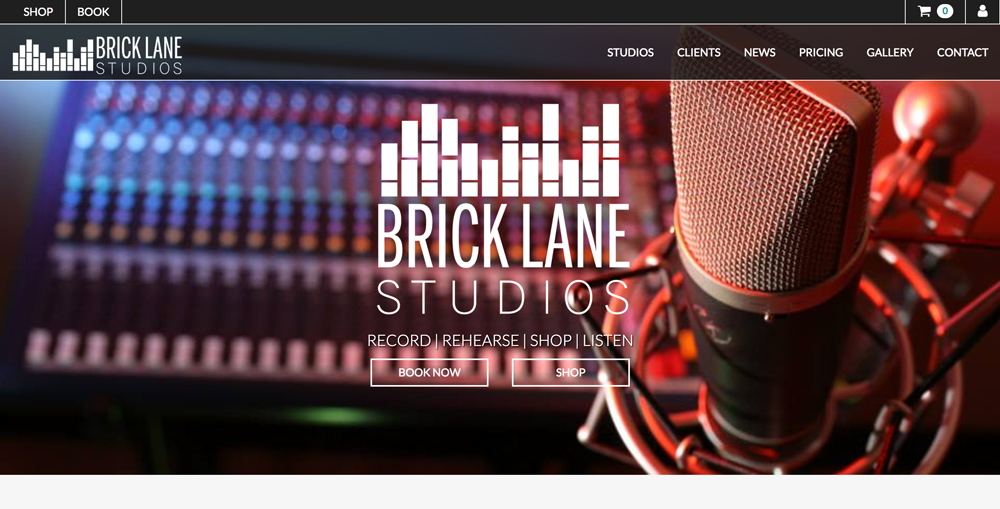 SHOP BOOK 0
BRICK LANE
STUDIOS
STUDIOS CLIENTS NEWS PRICING GALLERY CONTACT
BRICK LANE
STUDIOS
RECORD | REHEARSE | SHOP | LISTEN
BOOK NOW SHOP